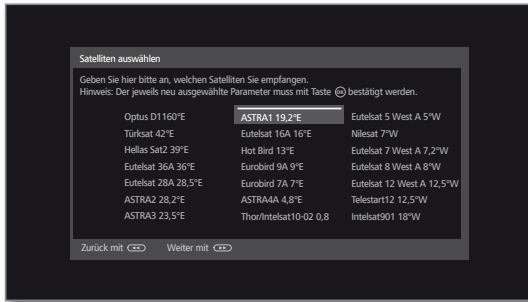 Satelliten auswählen
Geben Sie hier bitte an, welchen Satelliten Sie empfangen.
Hinweis: Der jeweils neu ausgewählte Parameter muss mit Taste OK bestätigt werden.
Optus D1160°E ASTRA1 19,2°E Eutelsat 5 West A 5°W
Türksat 42°E Eutelsat 16A 16°E Nilesat 7°W
Hellas Sat2 39°E Hot Bird 13°E Eutelsat 7 West A 7,2°W
Eutelsat 36A 36°E Eurobird 9A 9°E Eutelsat 8 West A 8°W
Eutelsat 28A 28,5°E Eurobird 7A 7°E Eutelsat 12 West A 12,5°W
ASTRA2 28,2°E ASTRA4A 4,8°E Telestart12 12,5°W
ASTRA3 23,5°E Thor/Intelsat10-02 0,8 Intelsat901 18°W
Zurück mit Weiter mit